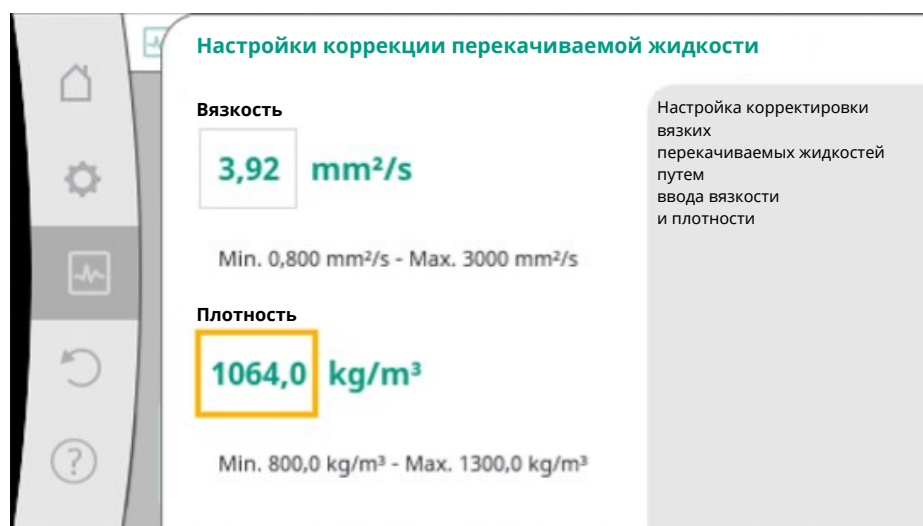 Настройки коррекции перекачиваемой жидкости
Вязкость
3,92 mm²/s
Min. 0,800 mm²/s - Max. 3000 mm²/s
Плотность
1064,0 kg/m³
Min. 800,0 kg/m³ - Max. 1300,0 kg/m³
Настройка корректировки
вязких
перекачиваемых жидкостей
путем
ввода вязкости
и плотности
?